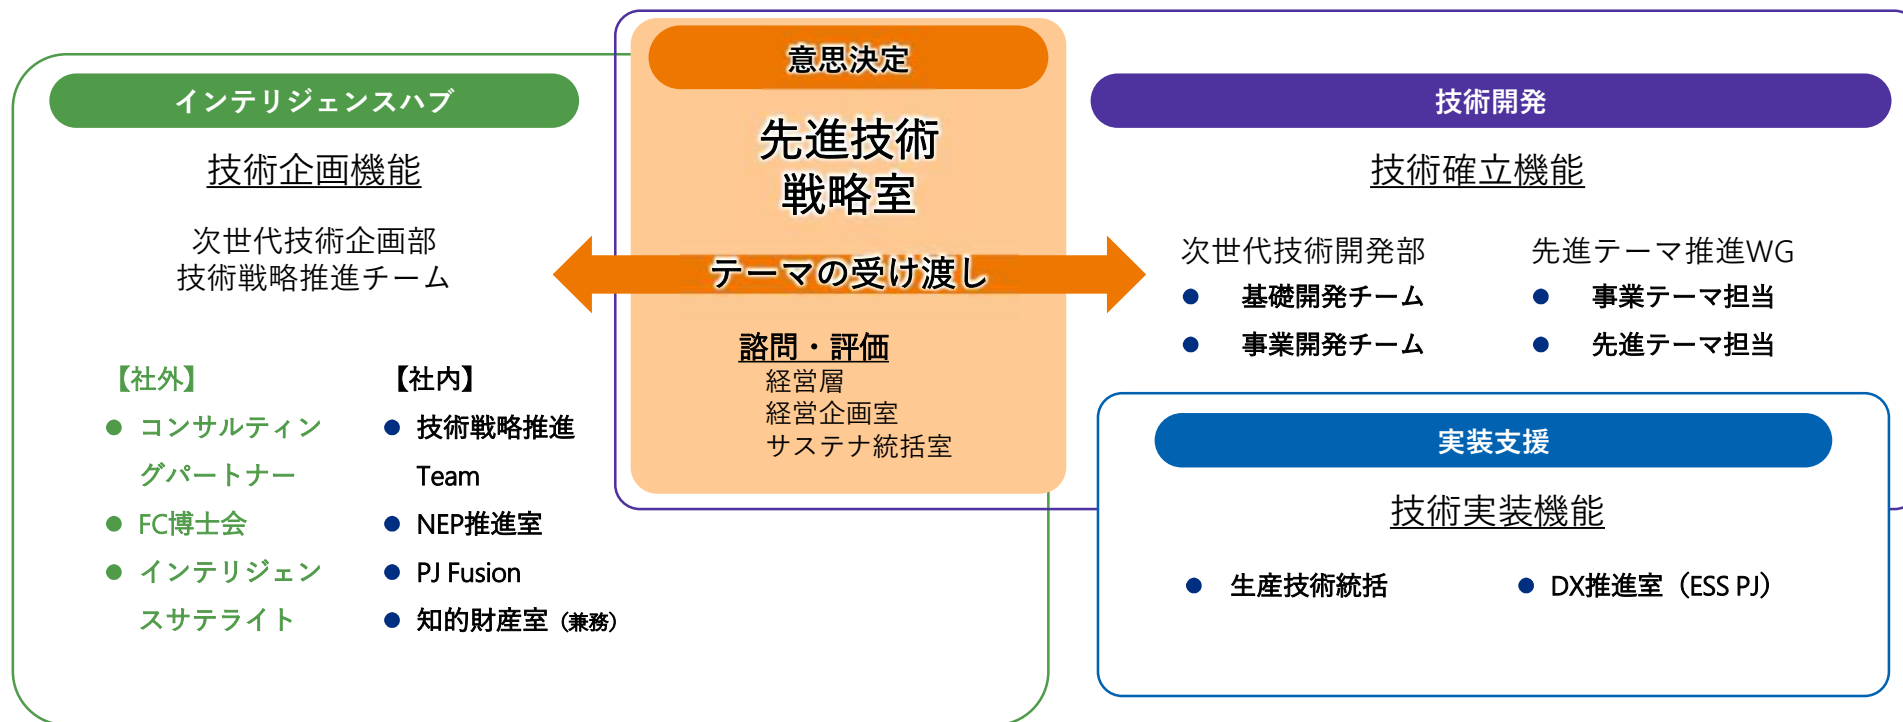 インテリジェンスハブ
技術企画機能
次世代技術企画部
技術戦略推進チーム
【社外】
● コンサルティン
グパートナー
● FC博士会
● インテリジェン
スサテライト
【社内】
● 技術戦略推進
Team
● NEP推進室
● PJ Fusion
● 知的財産室（兼務）
意思決定
先進技術
戦略室
テーマの受け渡し
諮問・評価
経営層
経営企画室
サステナ統括室
技術開発
技術確立機能
次世代技術開発部
● 基礎開発チーム
● 事業開発チーム
先進テーマ推進WG
● 事業テーマ担当
● 先進テーマ担当
実装支援
技術実装機能
● 生産技術統括
● DX推進室（ESS PJ）